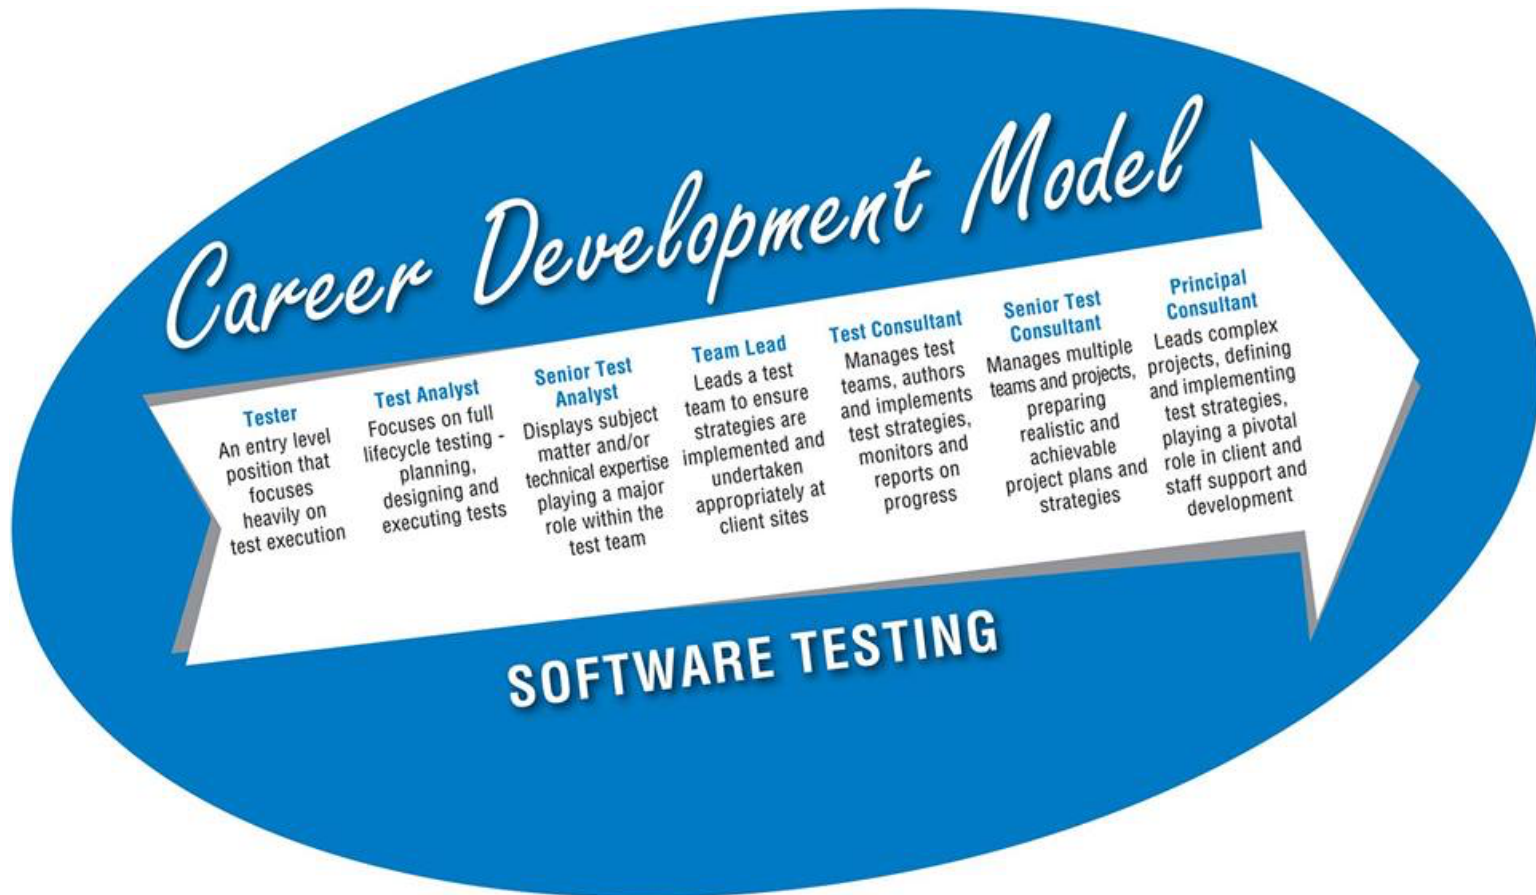 Career Development Model
Tester
An entry level
position that
focuses
heavily on
test execution
Test Analyst
Focuses on full
lifecycle testing -
planning,
designing and
executing tests
Senior Test
Analyst
Displays subject
matter and/or
technical expertise
playing a major
role within the
test team
Team Lead
Leads a test
team to ensure
strategies are
implemented and
undertaken
appropriately at
client sites
Test Consultant
Manages test
teams, authors
and implements
test strategies,
monitors and
reports on
progress
Senior Test
Consultant
Manages multiple
teams and projects,
preparing
realistic and
achievable
project plans and
strategies
Principal
Consultant
Leads complex
projects, defining
and implementing
test strategies,
playing a pivotal
role in client and
staff support and
development
SOFTWARE TESTING